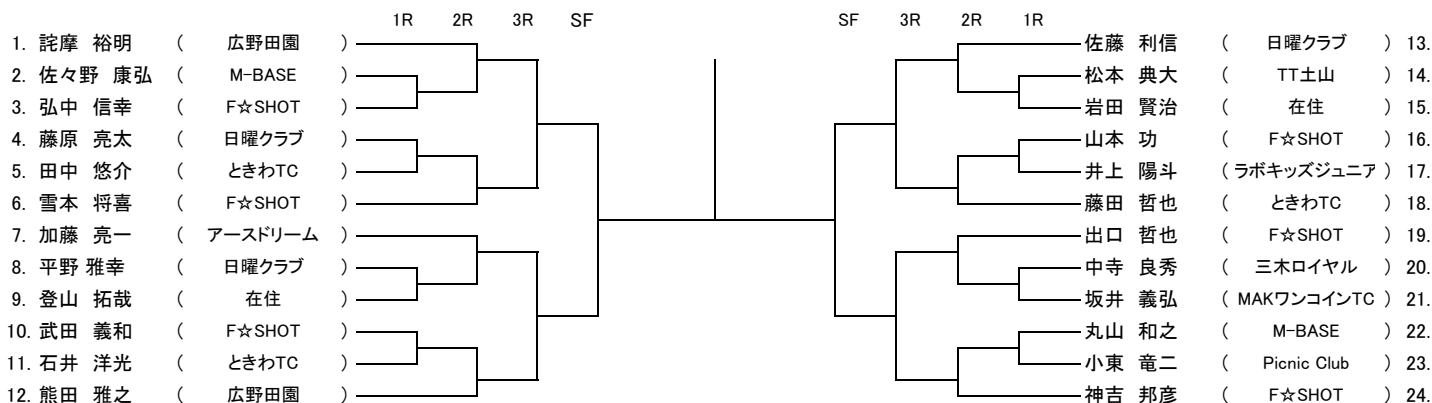 1R 2R 3R SF SF 3R 2R 1R
1. 詫摩 裕明 ( 広野田園 ) 佐藤 利信 ( 日曜クラブ ) 13.
2. 佐々野 康弘 ( M-BASE ) 松本 典大 ( TT土山 ) 14.
3. 弘中 信幸 ( F☆SHOT ) 岩田 賢治 ( 在住 ) 15.
4. 藤原 亮太 ( 日曜クラブ ) 山本 功 ( F☆SHOT ) 16.
5. 田中 悠介 ( ときわTC ) 井上 陽斗 ( ラボキッズジュニア ) 17.
6. 雪本 将喜 ( F☆SHOT ) 藤田 哲也 ( ときわTC ) 18.
7. 加藤 亮一 ( アースドリーム ) 出口 哲也 ( F☆SHOT ) 19.
8. 平野 雅幸 ( 日曜クラブ ) 中寺 良秀 ( 三木ロイヤル ) 20.
9. 登山 拓哉 ( 在住 ) 坂井 義弘 ( MAKワンコインTC ) 21.
10. 武田 義和 ( F☆SHOT ) 丸山 和之 ( M-BASE ) 22.
11. 石井 洋光 ( ときわTC ) 小東 竜二 ( Picnic Club ) 23.
12. 熊田 雅之 ( 広野田園 ) 神吉 邦彦 ( F☆SHOT ) 24.